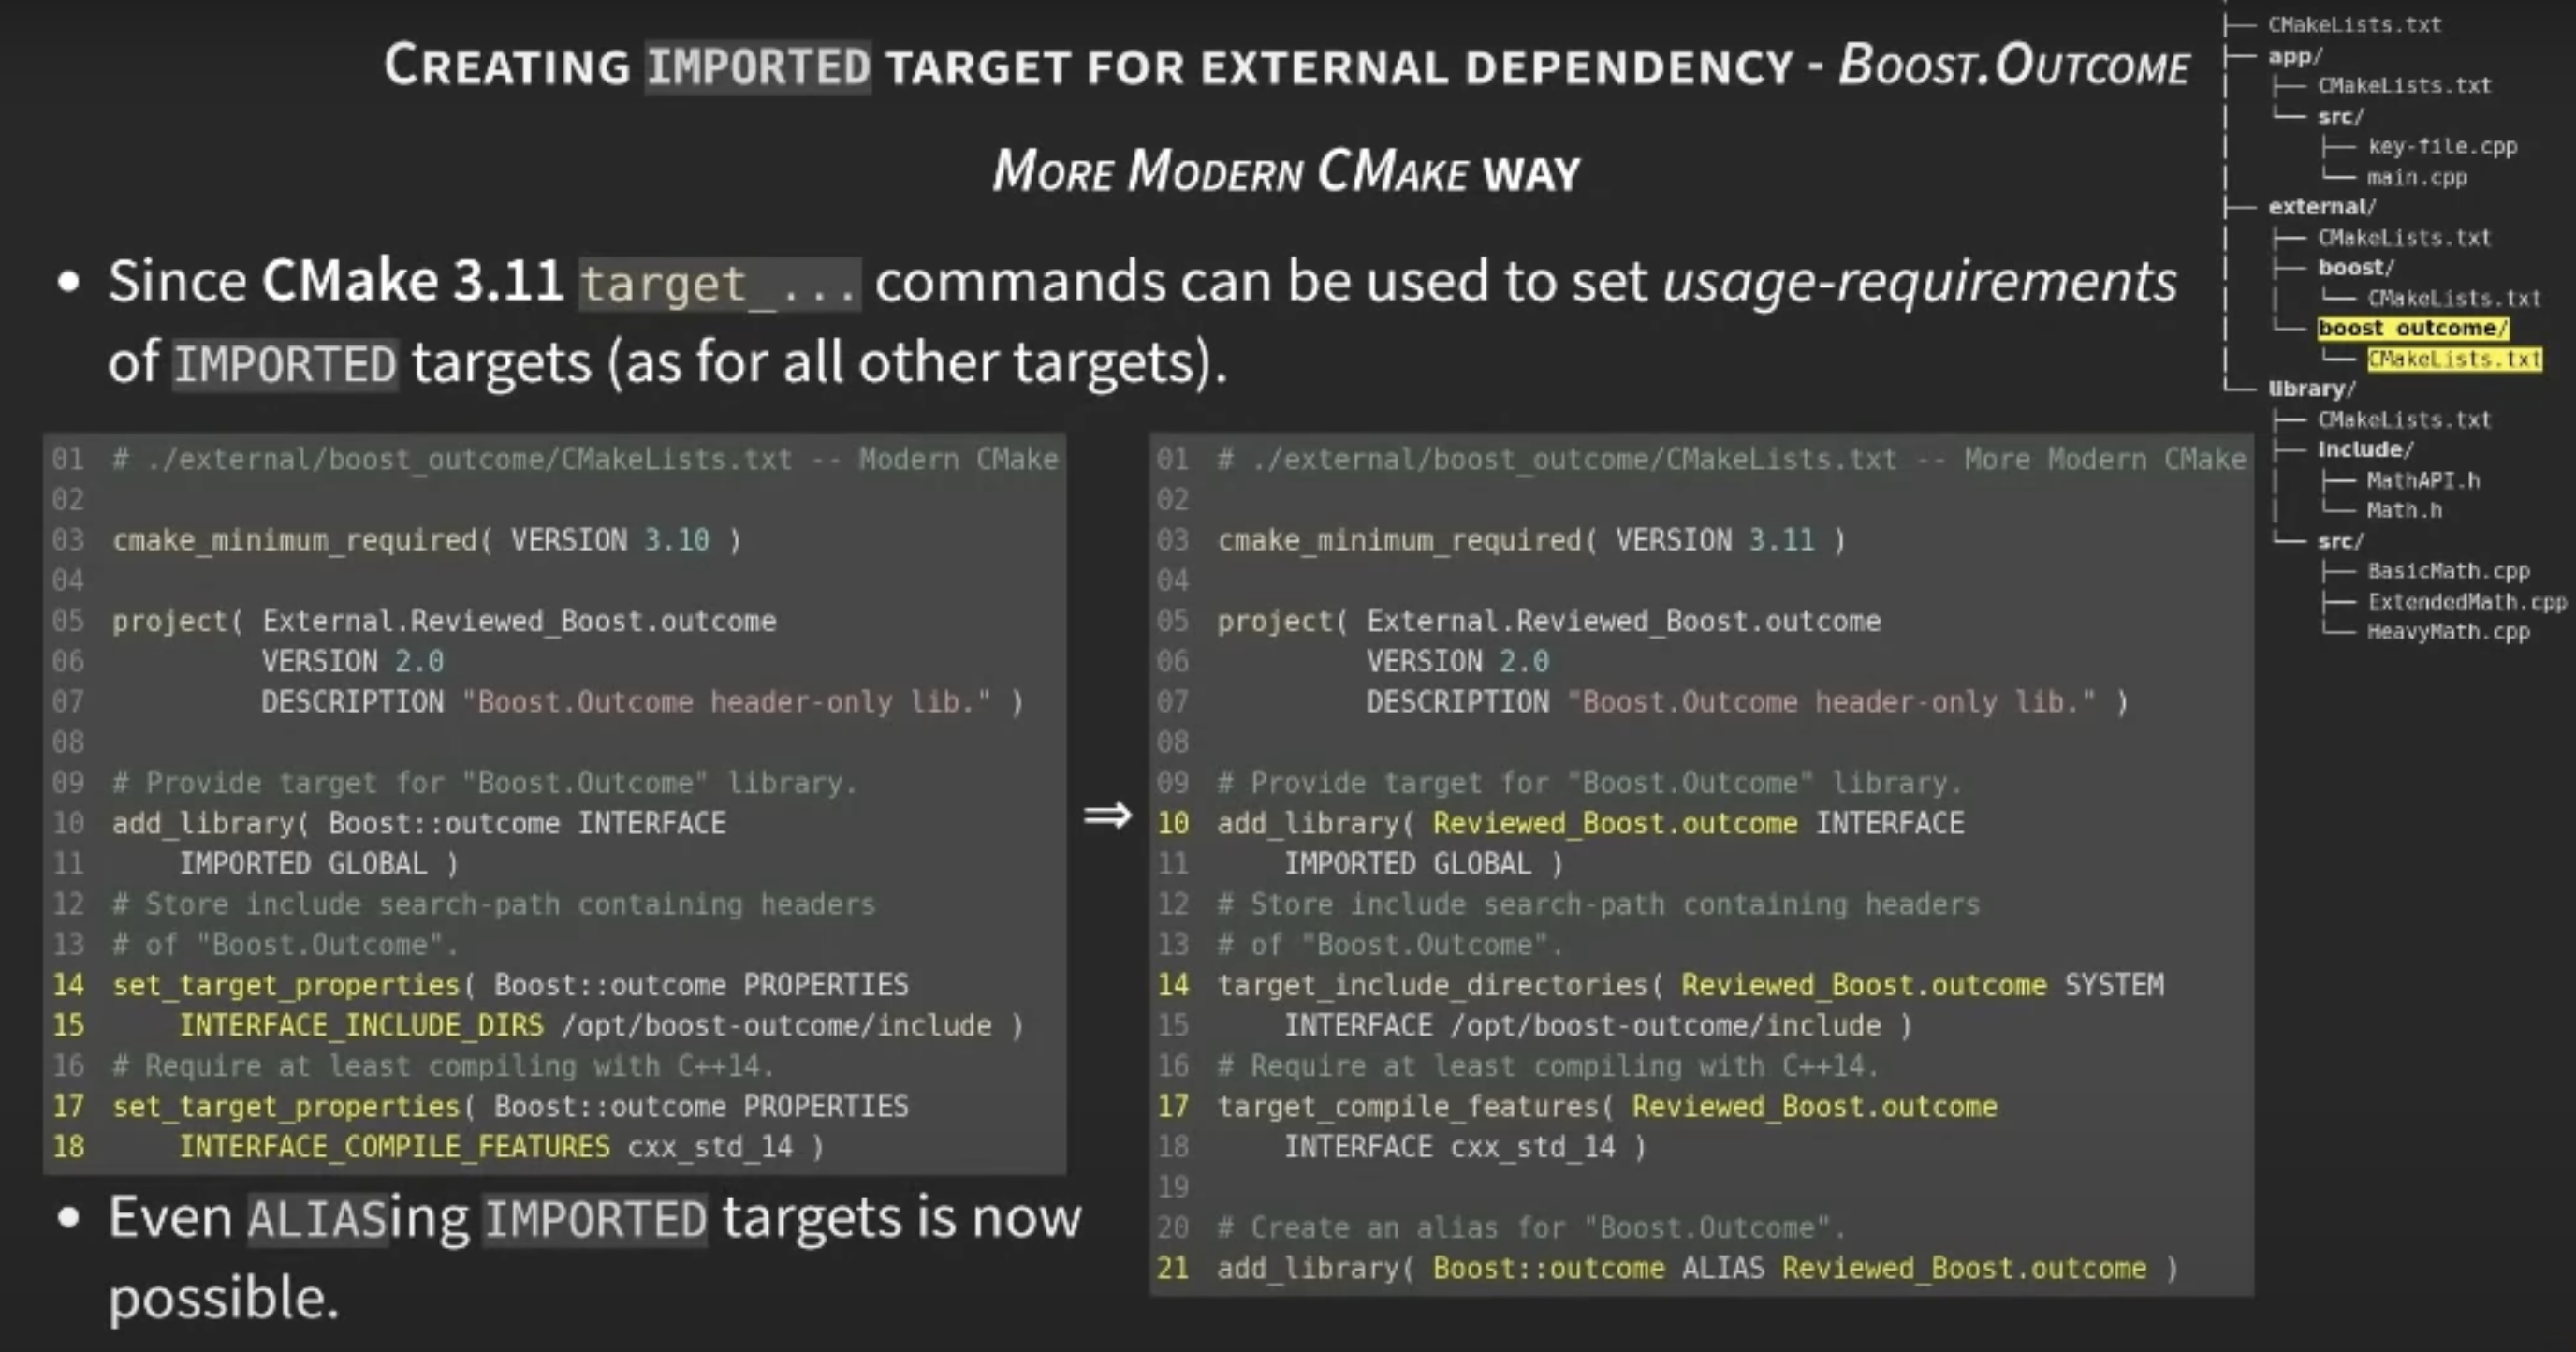 Creating IMPORTED target for external dependency - Boost.Outcome
More Modern CMake way
• Since CMake 3.11 target_... commands can be used to set usage-requirements
of IMPORTED targets (as for all other targets).
01 # ./external/boost_outcome/CMakeLists.txt -- Modern CMake
02
03 cmake_minimum_required( VERSION 3.10 )
04
05 project( External.Reviewed_Boost.outcome
06 VERSION 2.0
07 DESCRIPTION "Boost.Outcome header-only lib." )
08
09 # Provide target for "Boost.Outcome" library.
10 add_library( Boost::outcome INTERFACE
11 IMPORTED GLOBAL )
12 # Store include search-path containing headers
13 # of "Boost.Outcome".
14 set_target_properties( Boost::outcome PROPERTIES
15 INTERFACE_INCLUDE_DIRS /opt/boost-outcome/include )
16 # Require at least compiling with C++14.
17 set_target_properties( Boost::outcome PROPERTIES
18 INTERFACE_COMPILE_FEATURES cxx_std_14 )
• Even ALIASing IMPORTED targets is now
possible.
⇒
01 # ./external/boost_outcome/CMakeLists.txt -- More Modern CMake
02
03 cmake_minimum_required( VERSION 3.11 )
04
05 project( External.Reviewed_Boost.outcome
06 VERSION 2.0
07 DESCRIPTION "Boost.Outcome header-only lib." )
08
09 # Provide target for "Boost.Outcome" library.
10 add_library( Reviewed_Boost.outcome INTERFACE
11 IMPORTED GLOBAL )
12 # Store include search-path containing headers
13 # of "Boost.Outcome".
14 target_include_directories( Reviewed_Boost.outcome SYSTEM
15 INTERFACE /opt/boost-outcome/include )
16 # Require at least compiling with C++14.
17 target_compile_features( Reviewed_Boost.outcome
18 INTERFACE cxx_std_14 )
19
20 # Create an alias for "Boost.Outcome".
21 add_library( Boost::outcome ALIAS Reviewed_Boost.outcome )
├── CMakeLists.txt
├── app/
│   ├── CMakeLists.txt
│   └── src/
│       ├── key-file.cpp
│       └── main.cpp
├── external/
│   ├── CMakeLists.txt
│   ├── boost/
│   │   └── CMakeLists.txt
│   └── boost_outcome/
│       └── CMakeLists.txt
└── library/
    ├── CMakeLists.txt
    ├── include/
    │   ├── MathAPI.h
    │   └── Math.h
    └── src/
        ├── BasicMath.cpp
        ├── ExtendedMath.cpp
        └── HeavyMath.cpp